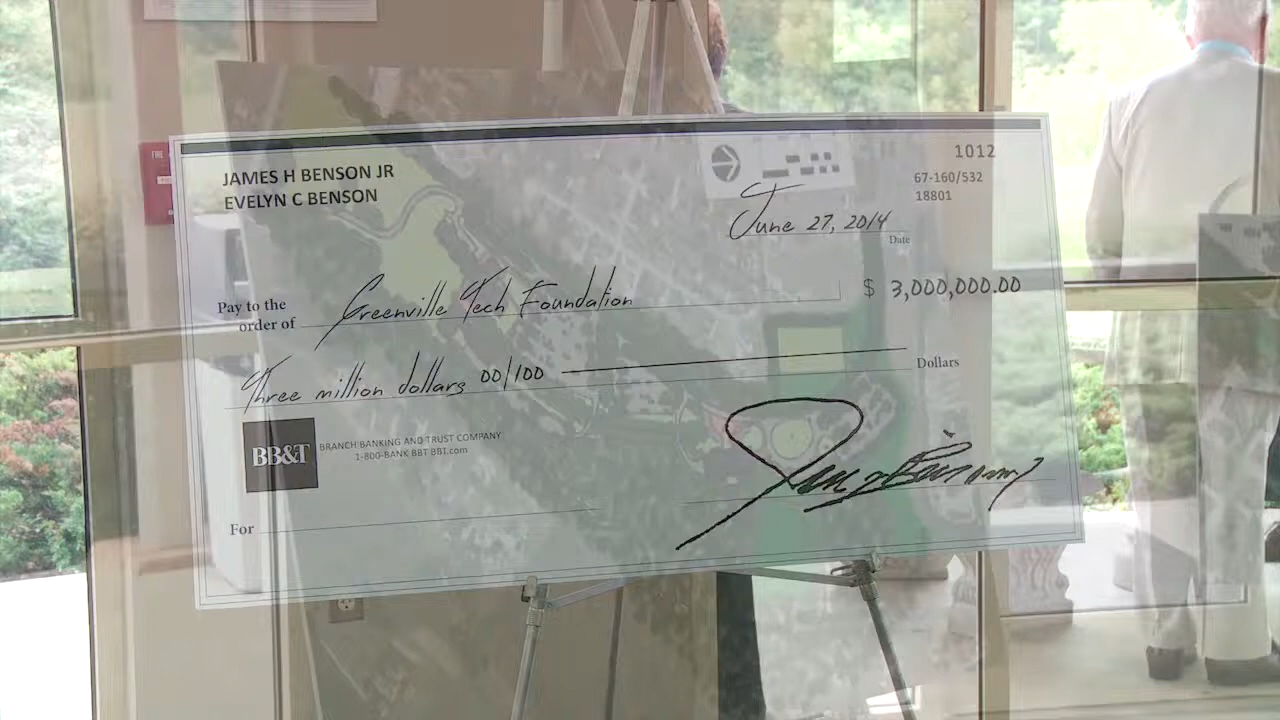 FIRE
JAMES H BENSON JR
EVELYN C BENSON
1012
67-160/532
18801
June 27, 2014
Date
Pay to the
order of
Greenville Tech Foundation
$ 3,000,000.00
Three million dollars 00/100
Dollars
BB&T
BRANCH BANKING AND TRUST COMPANY
1-800-BANK BBT BBT.com
For